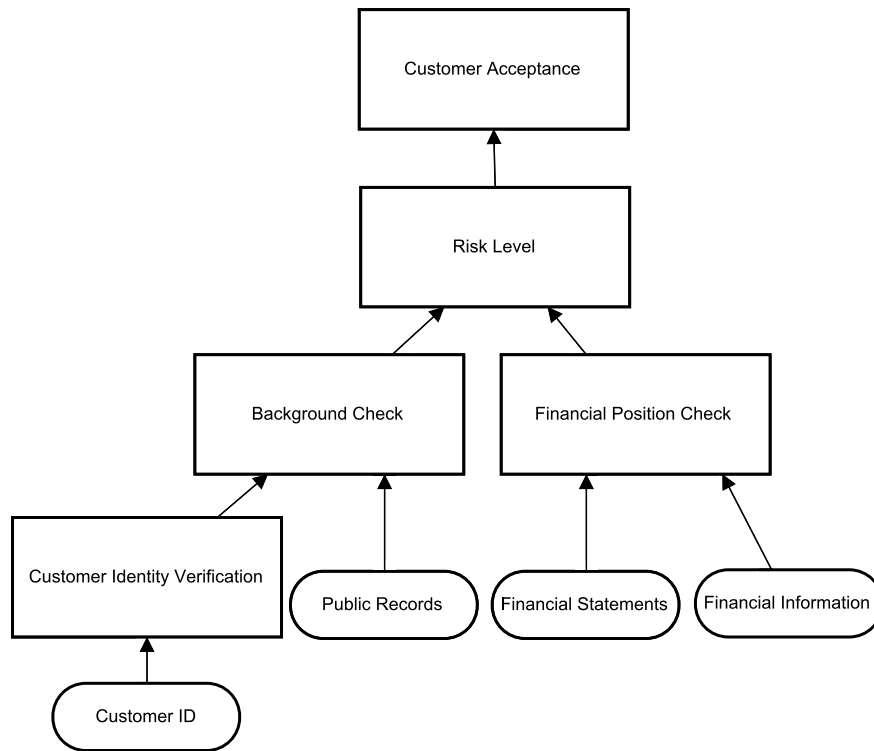 Customer Acceptance
Risk Level
Background Check
Financial Position Check
Customer Identity Verification
Public Records
Financial Statements
Financial Information
Customer ID